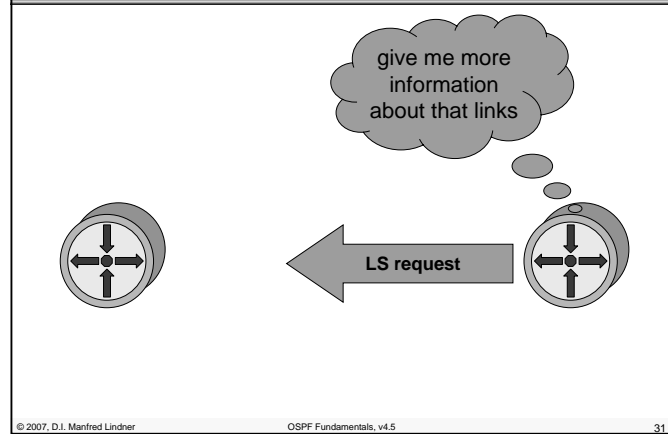 give me more
information
about that links
LS request
© 2007, D.I. Manfred Lindner
OSPF Fundamentals, v4.5
31